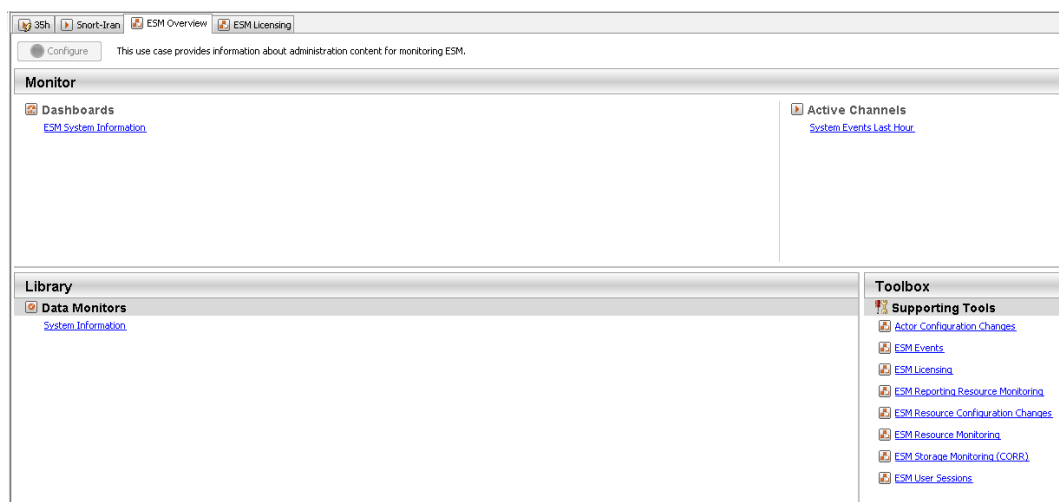 35h
Snort-Iran
ESM Overview
ESM Licensing
Configure
This use case provides information about administration content for monitoring ESM.
Monitor
Dashboards
ESM System Information
Active Channels
System Events Last Hour
Library
Data Monitors
System Information
Toolbox
Supporting Tools
Actor Configuration Changes
ESM Events
ESM Licensing
ESM Reporting Resource Monitoring
ESM Resource Configuration Changes
ESM Resource Monitoring
ESM Storage Monitoring (CORR)
ESM User Sessions